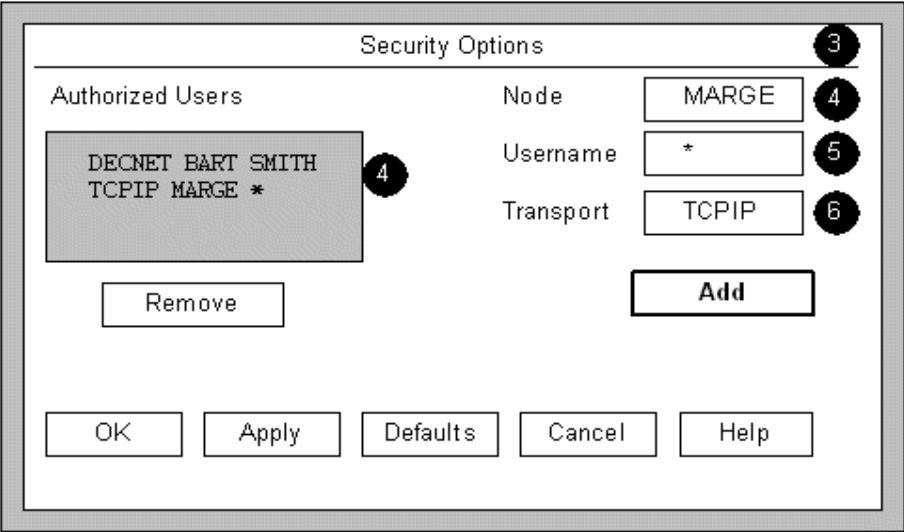 Security Options 3
Authorized Users
Node MARGE 4
DECNET BART SMITH
TCPIP MARGE *
4
Username * 5
Transport TCPIP 6
Remove
Add
OK Apply Defaults Cancel Help